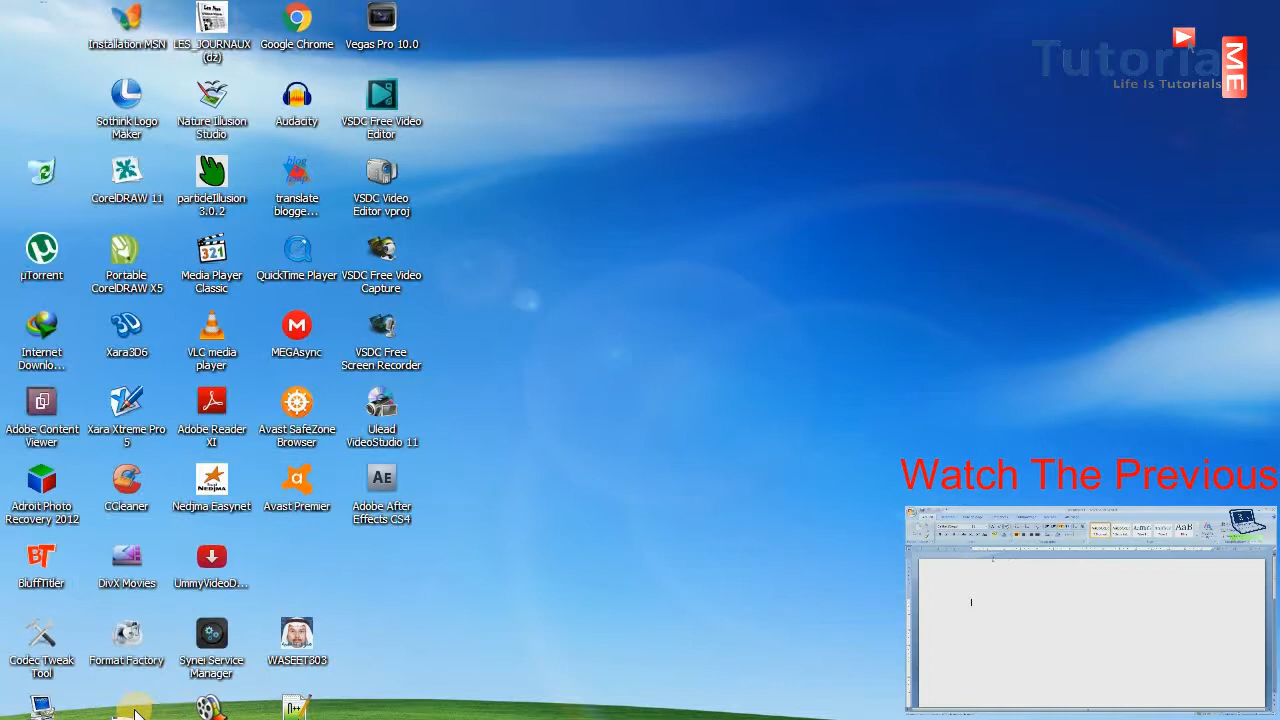 Installation MSN
LES_JOURNAUX
(dz)
Google Chrome
Vegas Pro 10.0
Tutoria
ME
Life Is Tutorials
Sothink Logo
Maker
Nature Illusion
Studio
Audacity
VSDC Free Video
Editor
CorelDRAW 11
particleIllusion
3.0.2
translate
blogge...
VSDC Video
Editor vproj
µTorrent
Portable
CorelDRAW X5
321
Media Player
Classic
QuickTime Player
VSDC Free Video
Capture
Internet
Downlo...
3D
Xara3D6
VLC media
player
MEGAsync
VSDC Free
Screen Recorder
Adobe Content
Viewer
Xara Xtreme Pro
5
Adobe Reader
XI
Avast SafeZone
Browser
Ulead
VideoStudio 11
Adroit Photo
Recovery 2012
CCleaner
Nedjma Easynet
Avast Premier
Ae
Adobe After
Effects CS4
Watch The Previous
BT
BluffTitler
DivX Movies
UmmyVideoD...
Codec Tweak
Tool
Format Factory
Synei Service
Manager
WASEET303